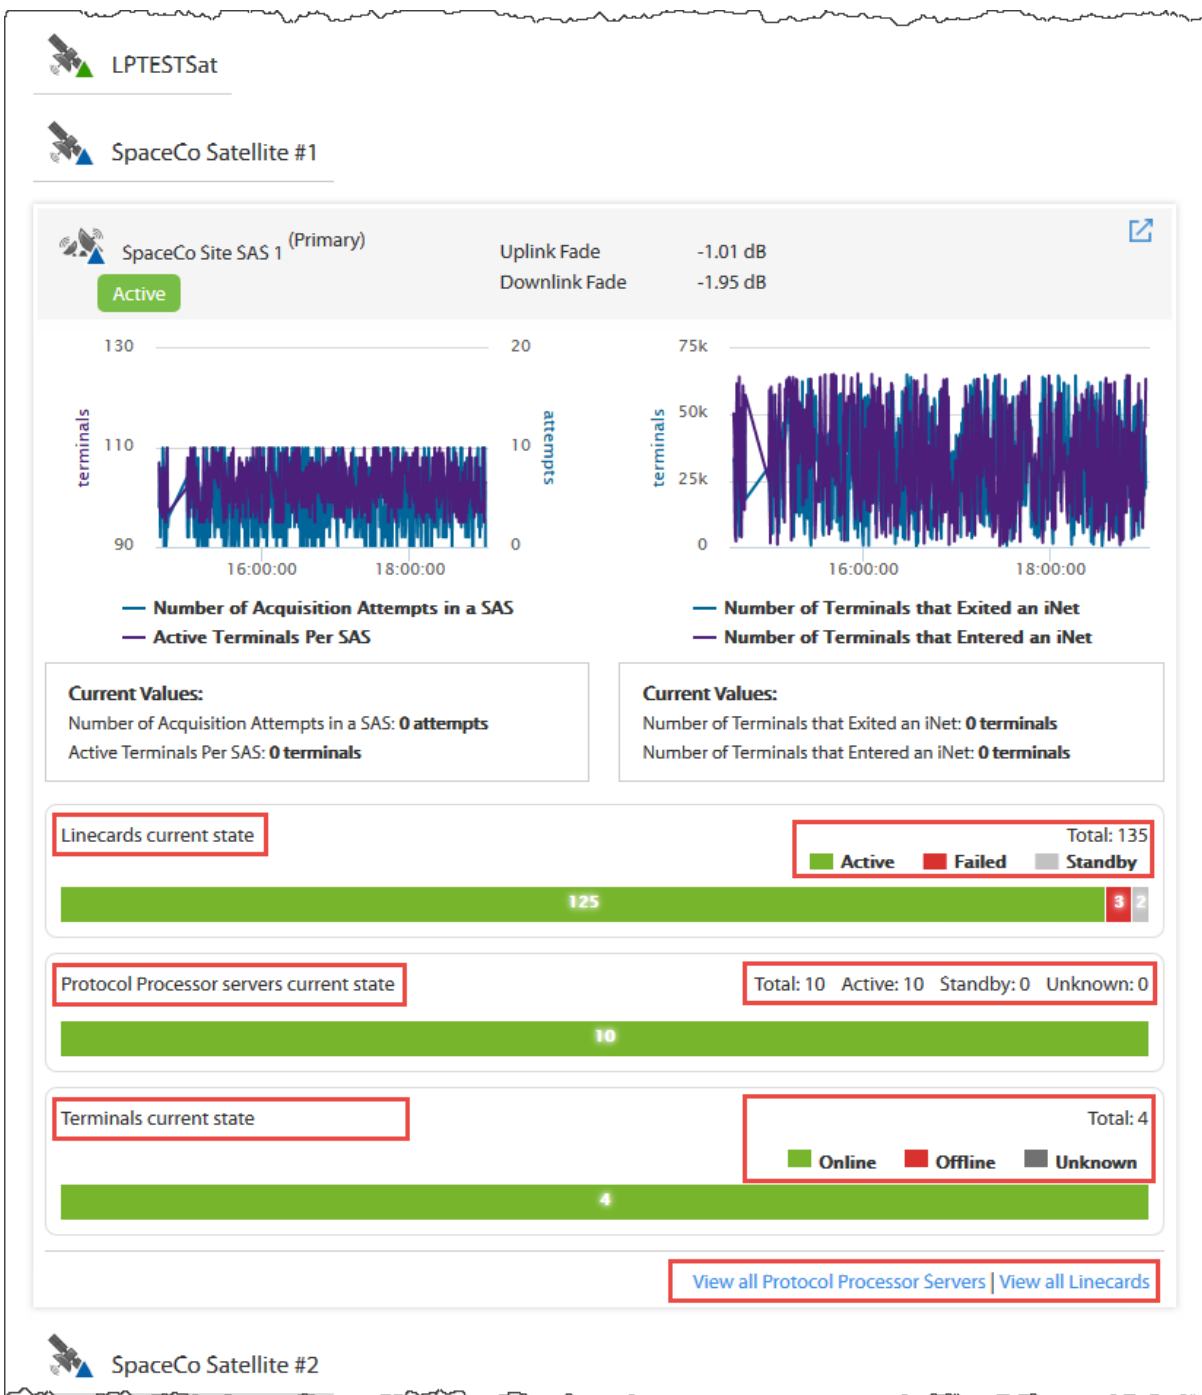 LPTESTSat
SpaceCo Satellite #1
SpaceCo Site SAS 1 (Primary)
Active
Uplink Fade -1.01 dB
Downlink Fade -1.95 dB
130
110
90
terminals
20
10
0
attempts
16:00:00 18:00:00
Number of Acquisition Attempts in a SAS
Active Terminals Per SAS
75k
50k
25k
0
terminals
16:00:00 18:00:00
Number of Terminals that Exited an iNet
Number of Terminals that Entered an iNet
Current Values:
Number of Acquisition Attempts in a SAS: 0 attempts
Active Terminals Per SAS: 0 terminals
Current Values:
Number of Terminals that Exited an iNet: 0 terminals
Number of Terminals that Entered an iNet: 0 terminals
Linecards current state
Total: 135
Active Failed Standby
125 3 2
Protocol Processor servers current state
Total: 10 Active: 10 Standby: 0 Unknown: 0
10
Terminals current state
Total: 4
Online Offline Unknown
4
View all Protocol Processor Servers | View all Linecards
SpaceCo Satellite #2